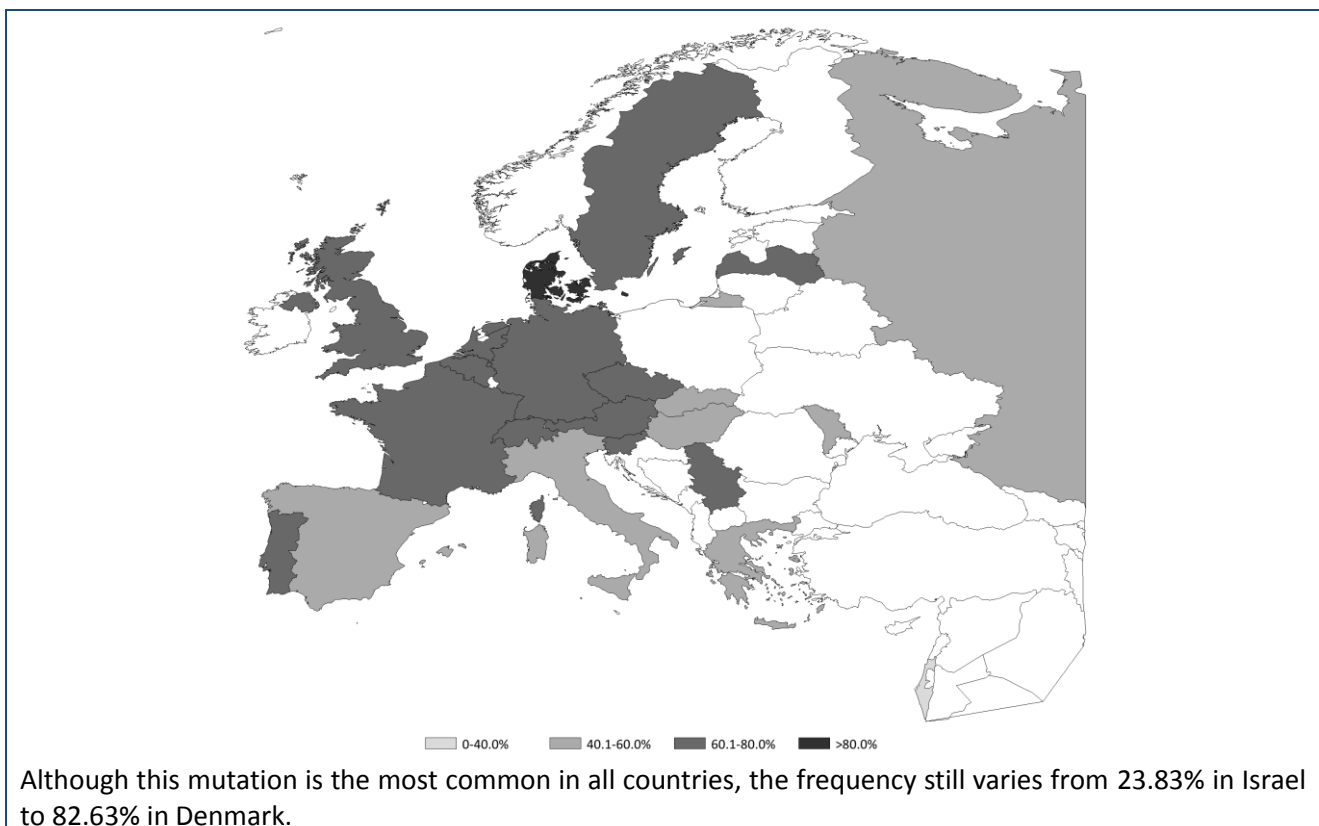 0-40.0% 40.1-60.0% 60.1-80.0% >80.0%
Although this mutation is the most common in all countries, the frequency still varies from 23.83% in Israel
to 82.63% in Denmark.